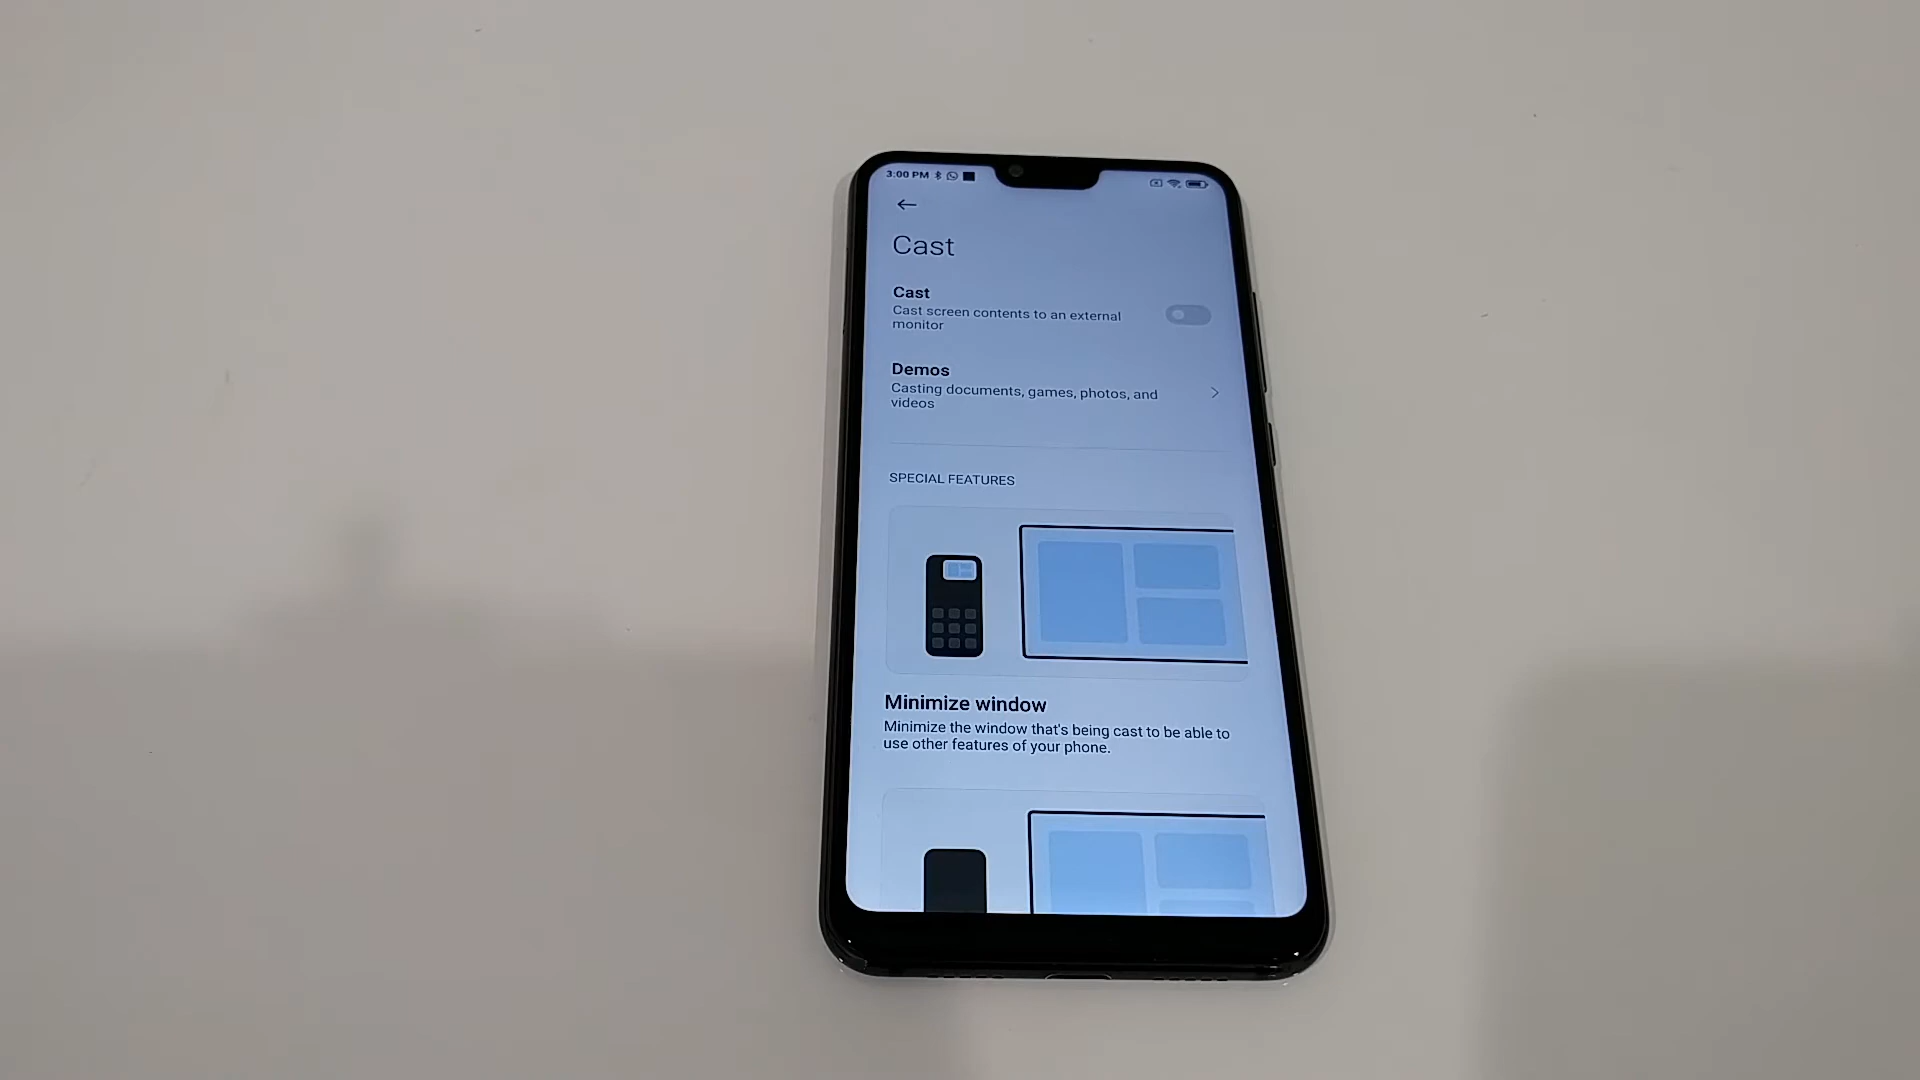 3:00 PM
Cast
Cast
Cast screen contents to an external
monitor
Demos
Casting documents, games, photos, and
videos
SPECIAL FEATURES
Minimize window
Minimize the window that's being cast to be able to
use other features of your phone.